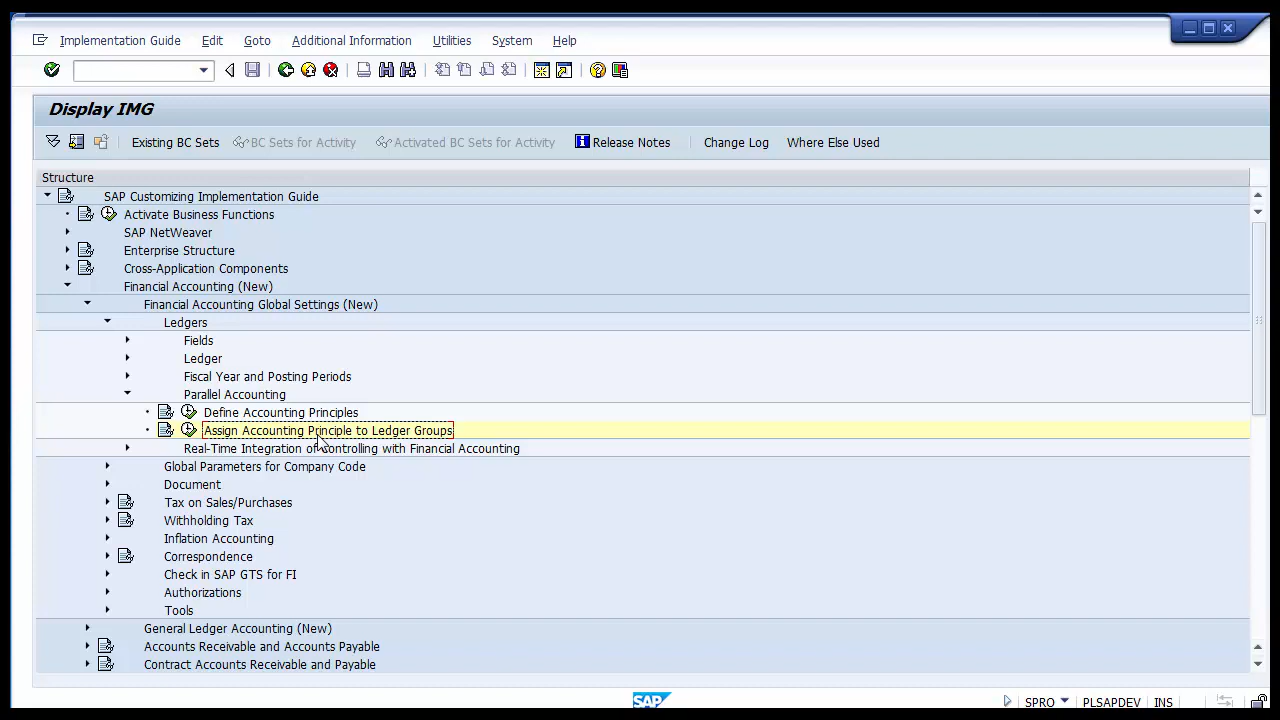 Implementation Guide Edit Goto Additional Information Utilities System Help
Display IMG
Existing BC Sets BC Sets for Activity Activated BC Sets for Activity Release Notes Change Log Where Else Used
Structure
SAP Customizing Implementation Guide
Activate Business Functions
SAP NetWeaver
Enterprise Structure
Cross-Application Components
Financial Accounting (New)
Financial Accounting Global Settings (New)
Ledgers
Fields
Ledger
Fiscal Year and Posting Periods
Parallel Accounting
Define Accounting Principles
Assign Accounting Principle to Ledger Groups
Real-Time Integration of Controlling with Financial Accounting
Global Parameters for Company Code
Document
Tax on Sales/Purchases
Withholding Tax
Inflation Accounting
Correspondence
Check in SAP GTS for FI
Authorizations
Tools
General Ledger Accounting (New)
Accounts Receivable and Accounts Payable
Contract Accounts Receivable and Payable
SAP SPRO PLSAPDEV INS